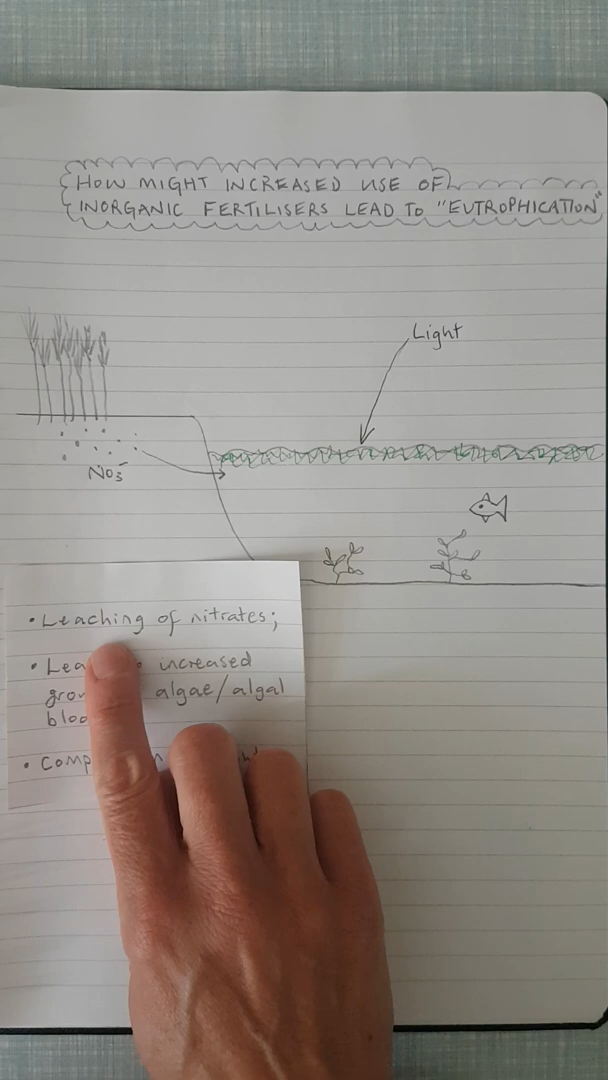 HOW MIGHT INCREASED USE OF
INORGANIC FERTILISERS LEAD TO "EUTROPHICATION"
Light
NO3-
• Leaching of nitrates;
• increased
algae/algal
•